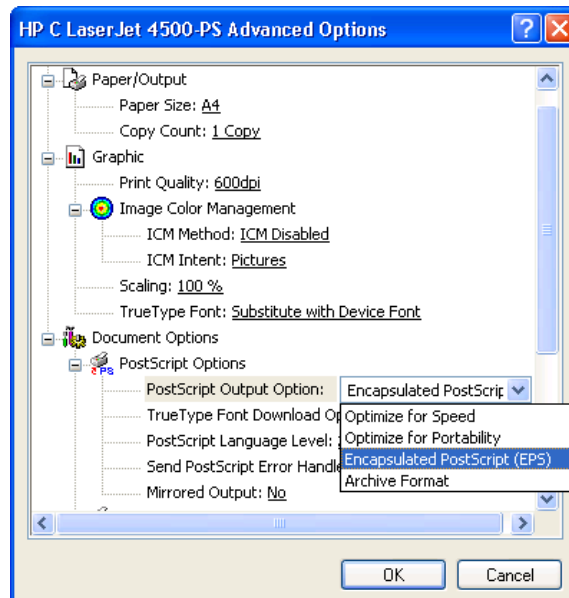 HP C LaserJet 4500-PS Advanced Options
Paper/Output
Paper Size: A4
Copy Count: 1 Copy
Graphic
Print Quality: 600dpi
Image Color Management
ICM Method: ICM Disabled
ICM Intent: Pictures
Scaling: 100 %
TrueType Font: Substitute with Device Font
Document Options
PostScript Options
PS
PostScript Output Option: Encapsulated PostScrip
TrueType Font Download Op
Optimize for Speed
PostScript Language Level:
Optimize for Portability
Encapsulated PostScript (EPS)
Send PostScript Error Handle
Archive Format
Mirrored Output: No
OK Cancel